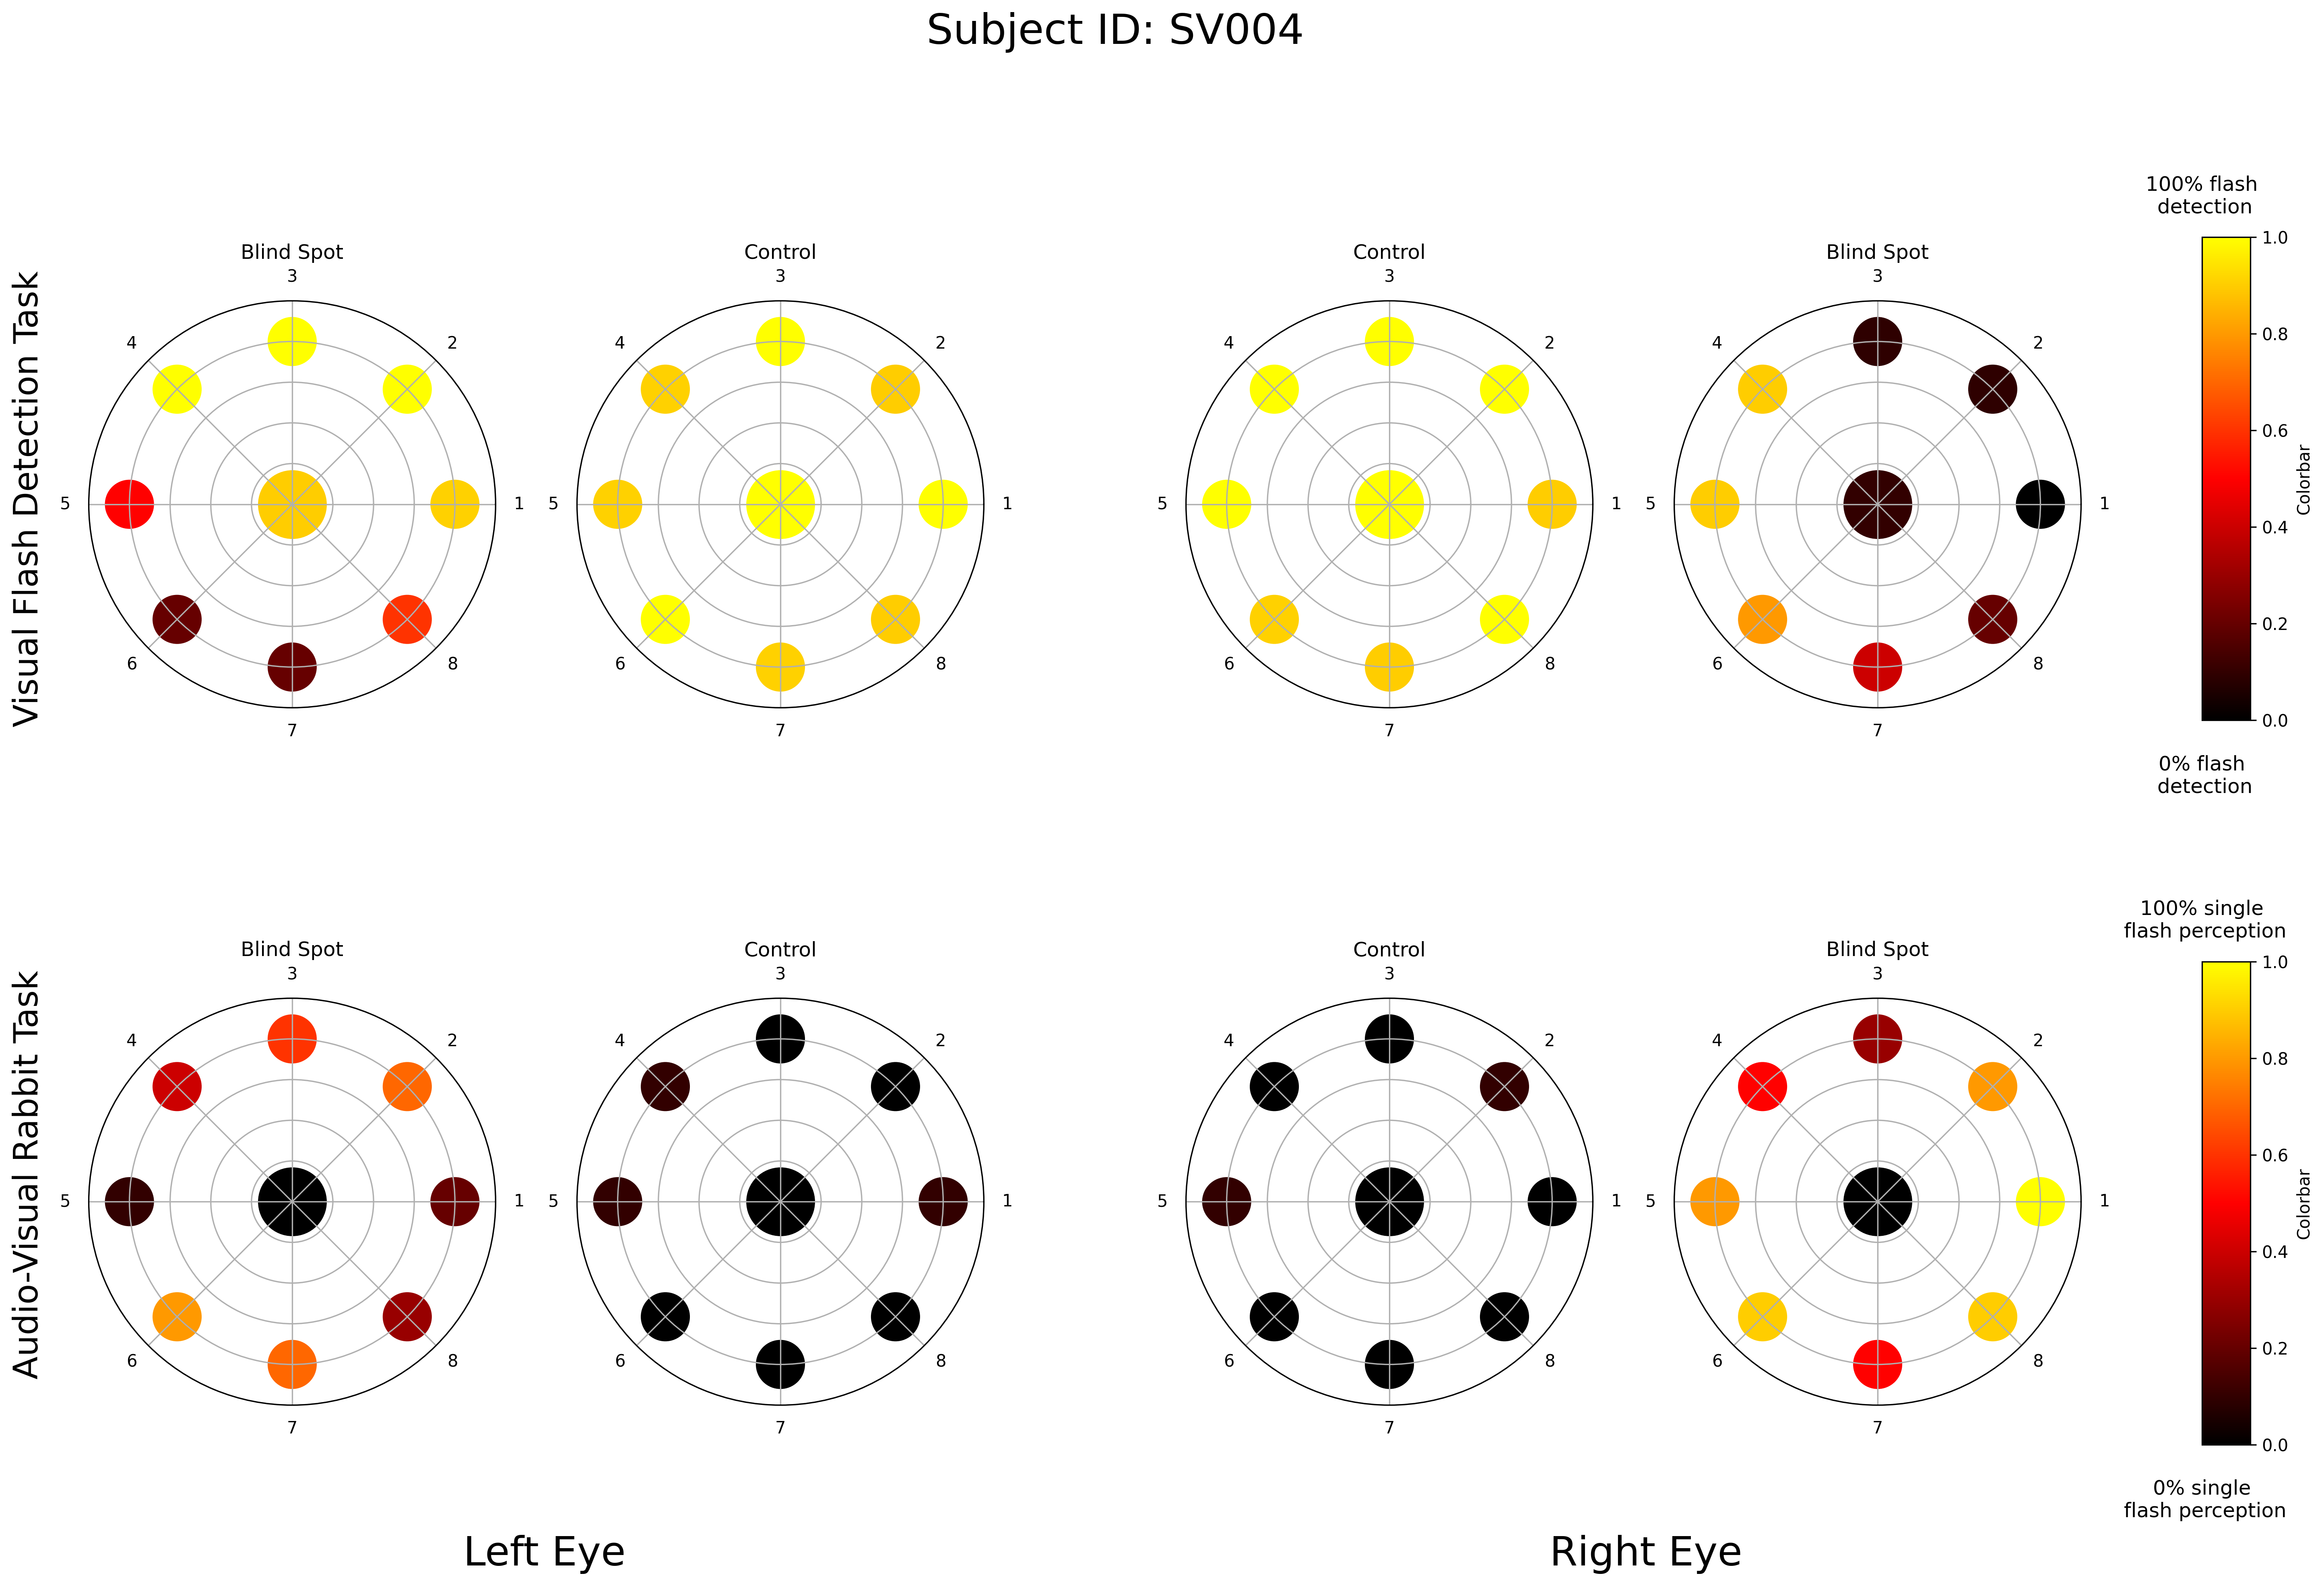 Subject ID: SV004
Visual Flash Detection Task
Blind Spot
3
4 2
5 1
6 8
7
Control
3
4 2
5 1
6 8
7
Control
3
4 2
5 1
6 8
7
Blind Spot
3
4 2
5 1
6 8
7
100% flash
detection
1.0
0.8
0.6
0.4
0.2
0.0
Colorbar
0% flash
detection
Audio-Visual Rabbit Task
Blind Spot
3
4 2
5 1
6 8
7
Control
3
4 2
5 1
6 8
7
Control
3
4 2
5 1
6 8
7
Blind Spot
3
4 2
5 1
6 8
7
100% single
flash perception
1.0
0.8
0.6
0.4
0.2
0.0
Colorbar
0% single
flash perception
Left Eye
Right Eye